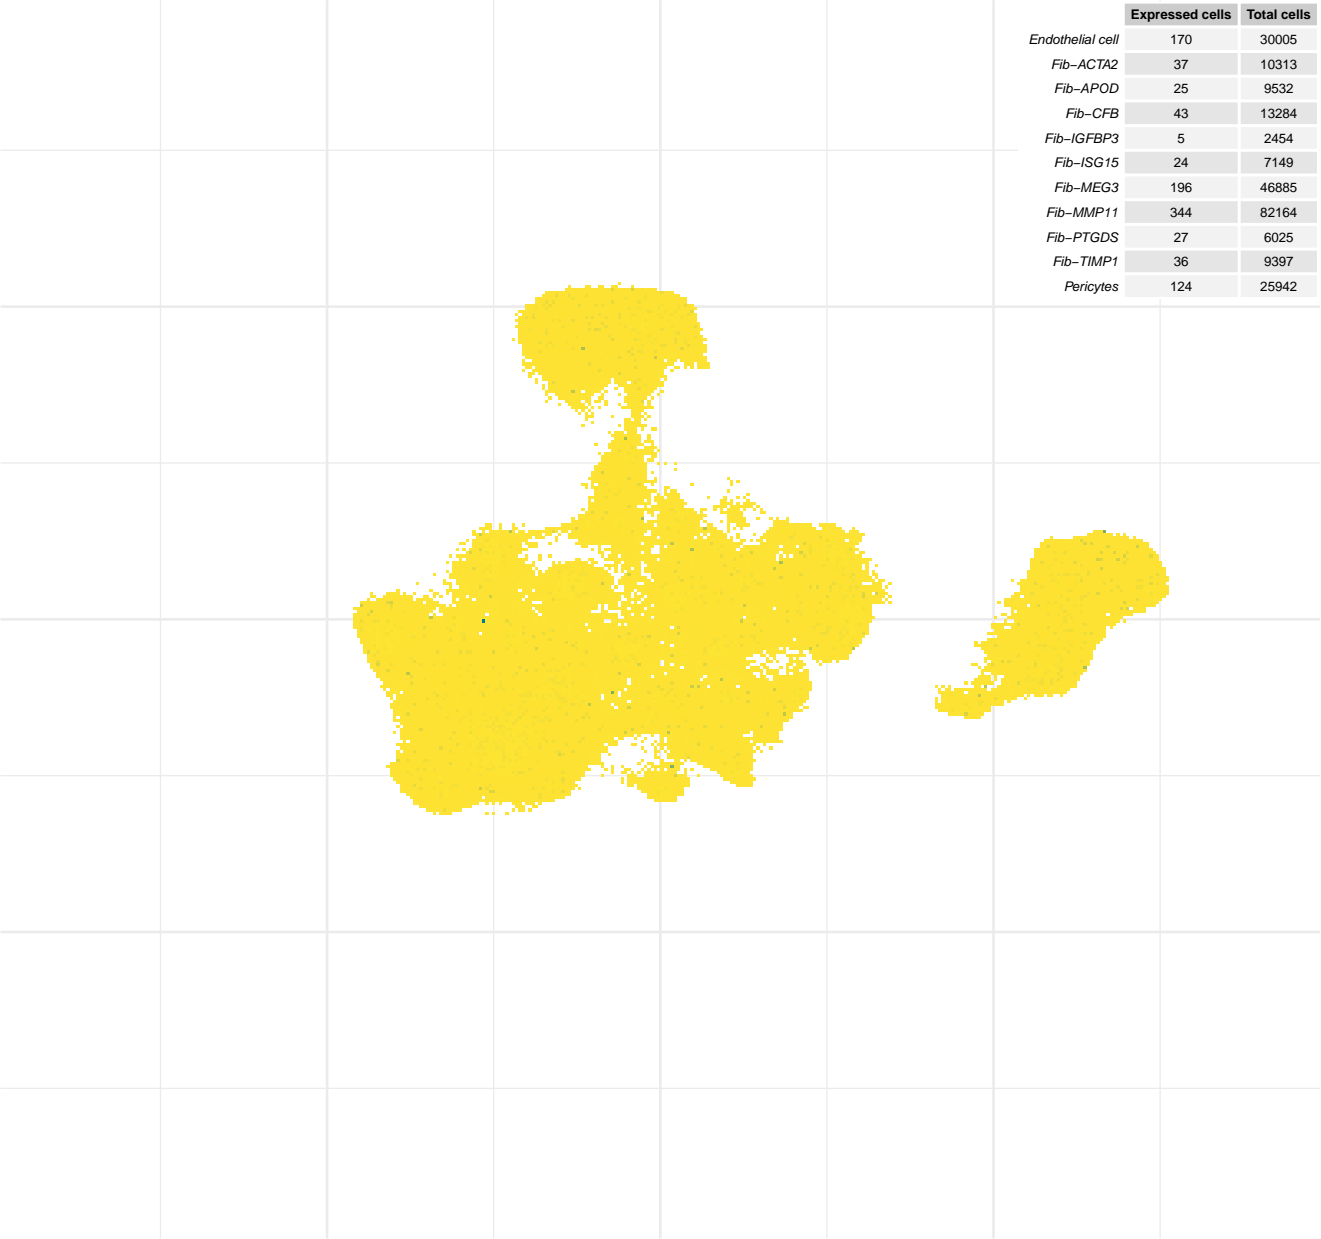 Expressed cells Total cells
Endothelial cell 170 30005
Fib−ACTA2 37 10313
Fib−APOD 25 9532
Fib−CFB 43 13284
Fib−IGFBP3 5 2454
Fib−ISG15 24 7149
Fib−MEG3 196 46885
Fib−MMP11 344 82164
Fib−PTGDS 27 6025
Fib−TIMP1 36 9397
Pericytes 124 25942